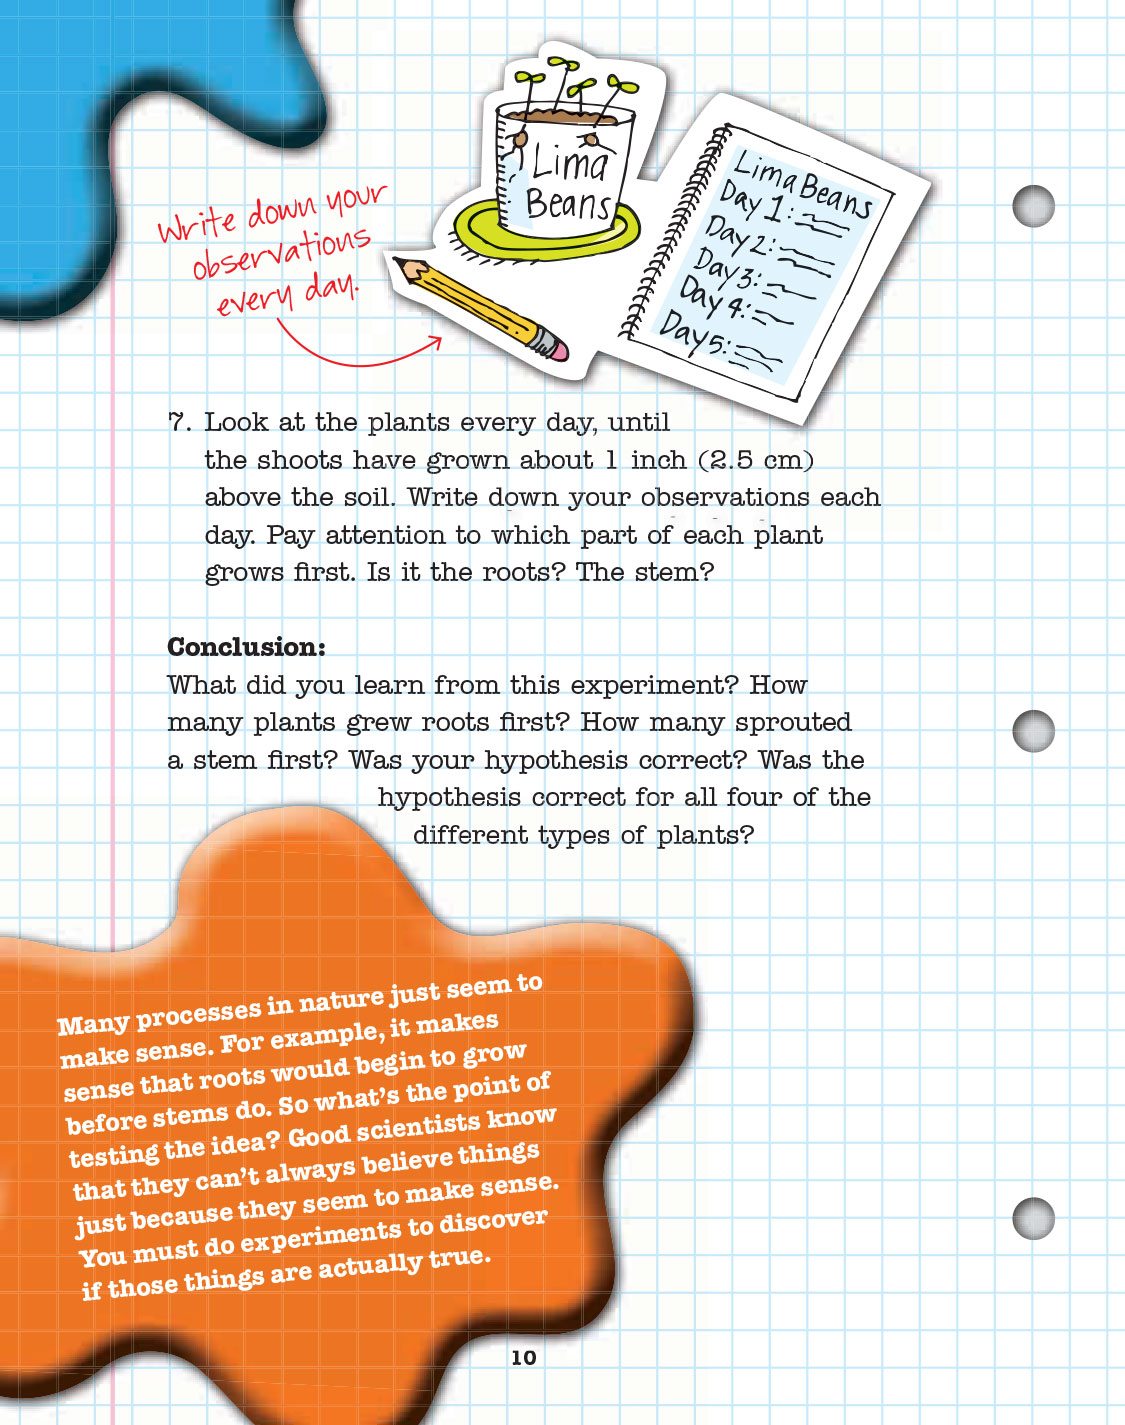 Lima
Beans
Lima Beans
Day 1:
Day 2:
Day 3:
Day 4:
Day 5:
Write down your
observations
every day.
7. Look at the plants every day, until
the shoots have grown about 1 inch (2.5 cm)
above the soil. Write down your observations each
day. Pay attention to which part of each plant
grows first. Is it the roots? The stem?
Conclusion:
What did you learn from this experiment? How
many plants grew roots first? How many sprouted
a stem first? Was your hypothesis correct? Was the
hypothesis correct for all four of the
different types of plants?
Many processes in nature just seem to
make sense. For example, it makes
sense that roots would begin to grow
before stems do. So what's the point of
testing the idea? Good scientists know
that they can't always believe things
just because they seem to make sense.
You must do experiments to discover
if those things are actually true.
10